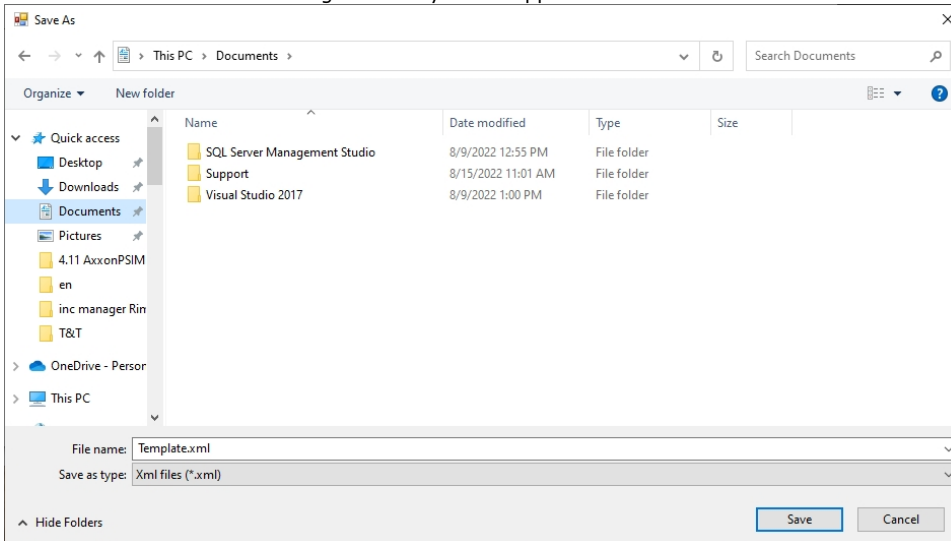 Save As
This PC > Documents >
Search Documents
Organize
New folder
Name
Date modified
Type
Size
Quick access
Desktop
Downloads
Documents
Pictures
4.11 AxxonPSIM
en
inc manager Rim
T&T
OneDrive - Person
This PC
SQL Server Management Studio 8/9/2022 12:55 PM File folder
Support 8/15/2022 11:01 AM File folder
Visual Studio 2017 8/9/2022 1:00 PM File folder
File name: Template.xml
Save as type: Xml files (*.xml)
Hide Folders
Save
Cancel